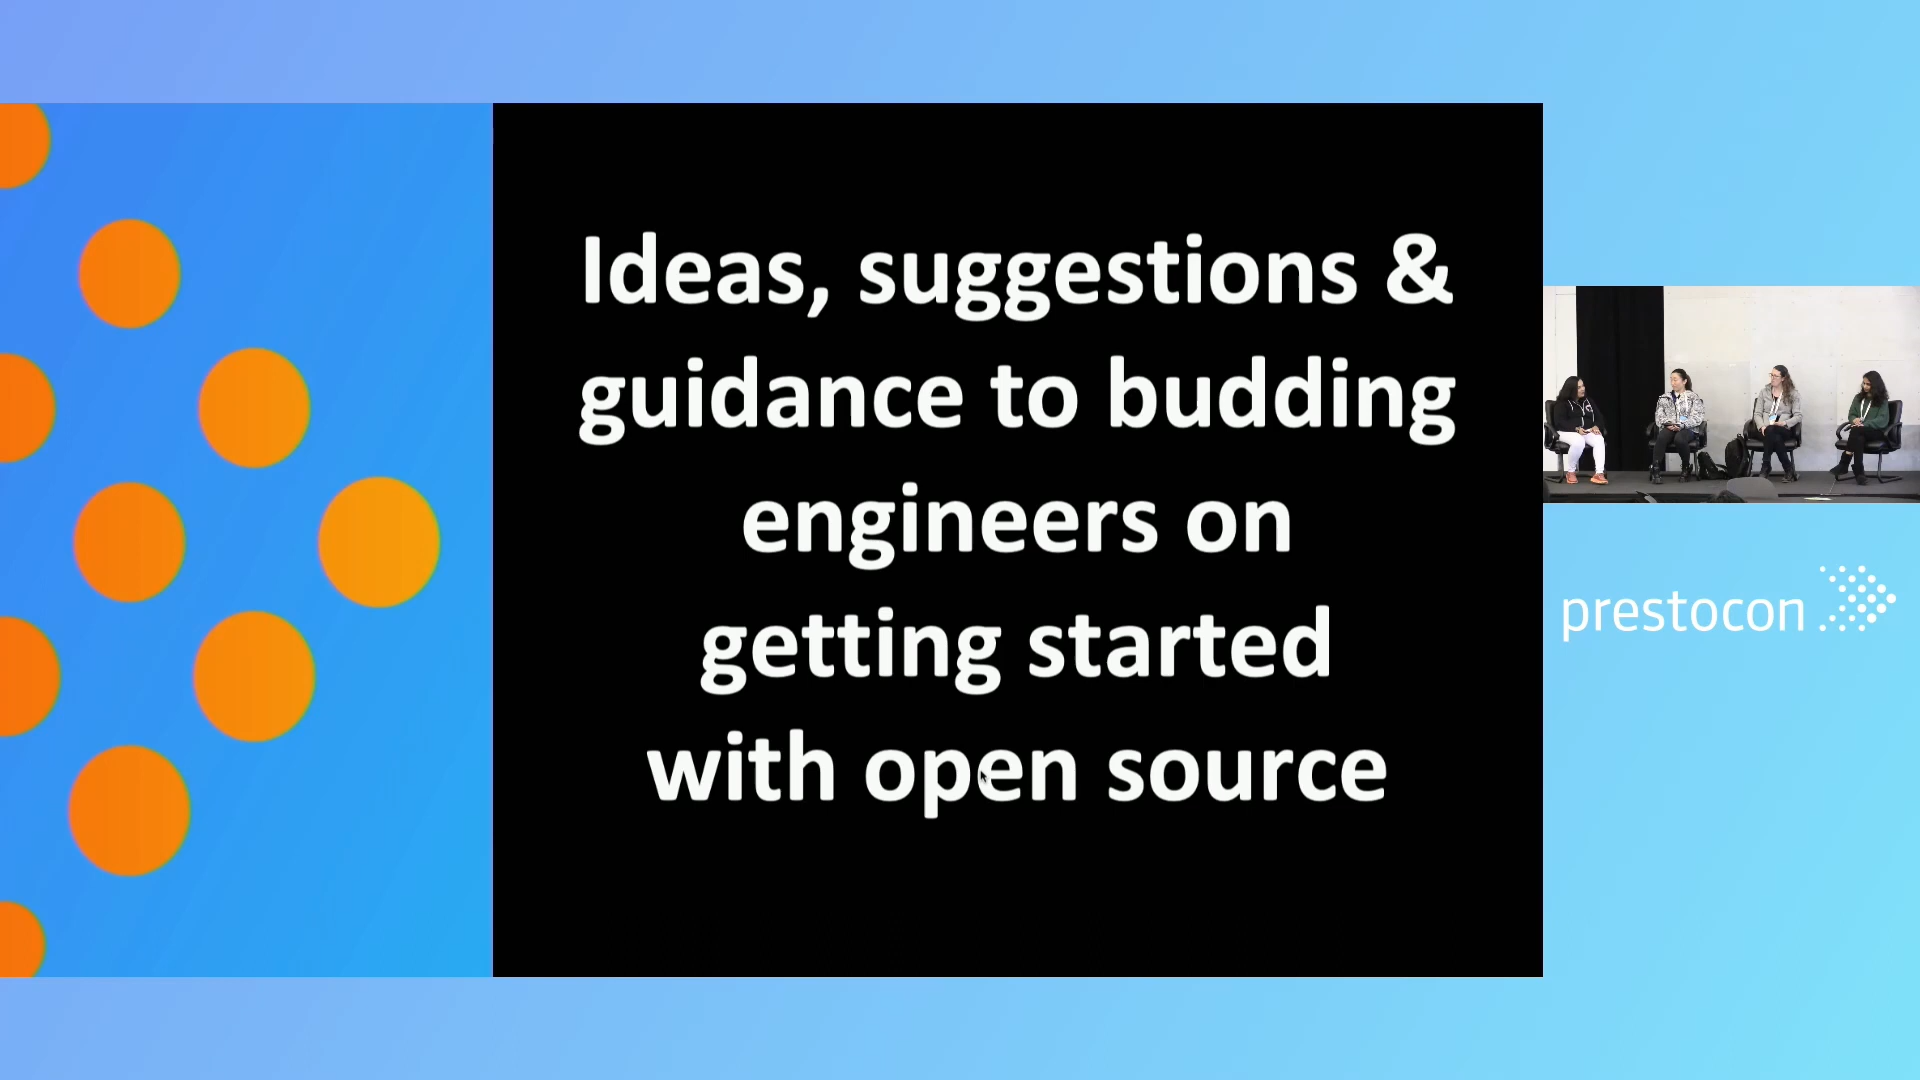 Ideas, suggestions &
guidance to budding
engineers on
getting started
with open source
prestocon